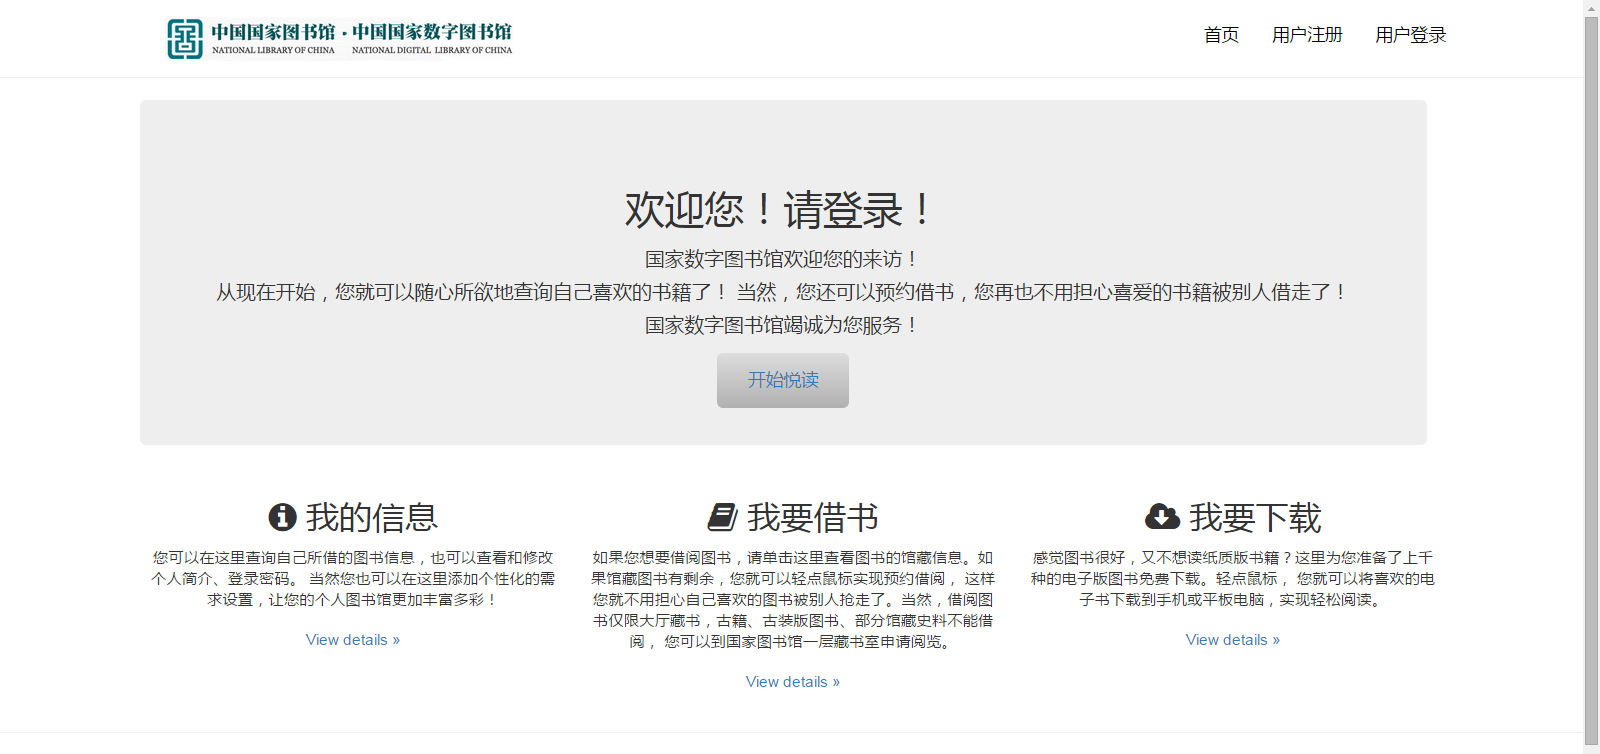 中国国家图书馆·中国国家数字图书馆
NATIONAL LIBRARY OF CHINA NATIONAL DIGITAL LIBRARY OF CHINA
首页 用户注册 用户登录
欢迎您！请登录！
国家数字图书馆欢迎您的来访！
从现在开始，您就可以随心所欲地查询自己喜欢的书籍了！ 当然，您还可以预约借书，您再也不用担心喜爱的书籍被别人借走了！
国家数字图书馆竭诚为您服务！
开始悦读
我的信息
您可以在这里查询自己所借的图书信息，也可以查看和修改
个人简介、登录密码。 当然您也可以在这里添加个性化的需
求设置，让您的个人图书馆更加丰富多彩！
View details »
我要借书
如果您想要借阅图书，请单击这里查看图书的馆藏信息。如
果馆藏图书有剩余，您就可以轻点鼠标实现预约借阅， 这样
您就不用担心自己喜欢的图书被别人抢走了。当然，借阅图
书仅限大厅藏书，古籍、古装版图书、部分馆藏史料不能借
阅， 您可以到国家图书馆一层藏书室申请阅览。
View details »
我要下载
感觉图书很好，又不想读纸质版书籍？这里为您准备了上千
种的电子版图书免费下载。轻点鼠标， 您就可以将喜欢的电
子书下载到手机或平板电脑，实现轻松阅读。
View details »